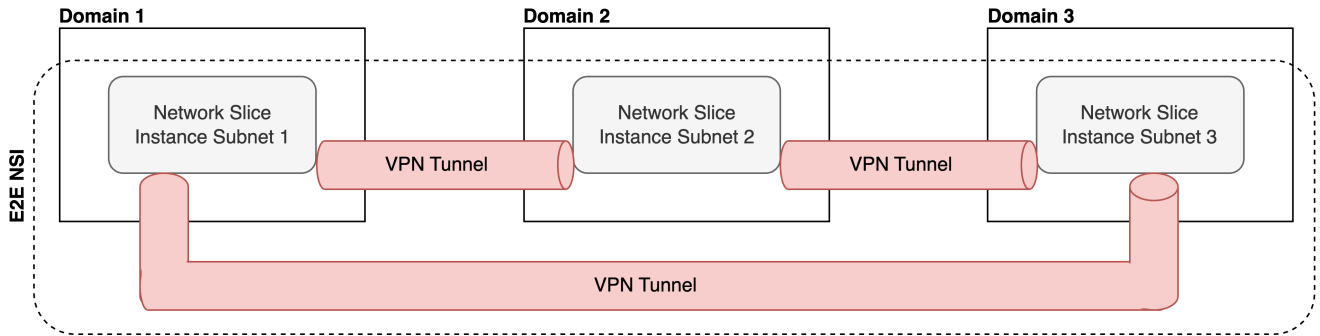 Domain 1
Domain 2
Domain 3
Network Slice
Instance Subnet 1
Network Slice
Instance Subnet 2
Network Slice
Instance Subnet 3
VPN Tunnel
VPN Tunnel
E2E NSI
VPN Tunnel